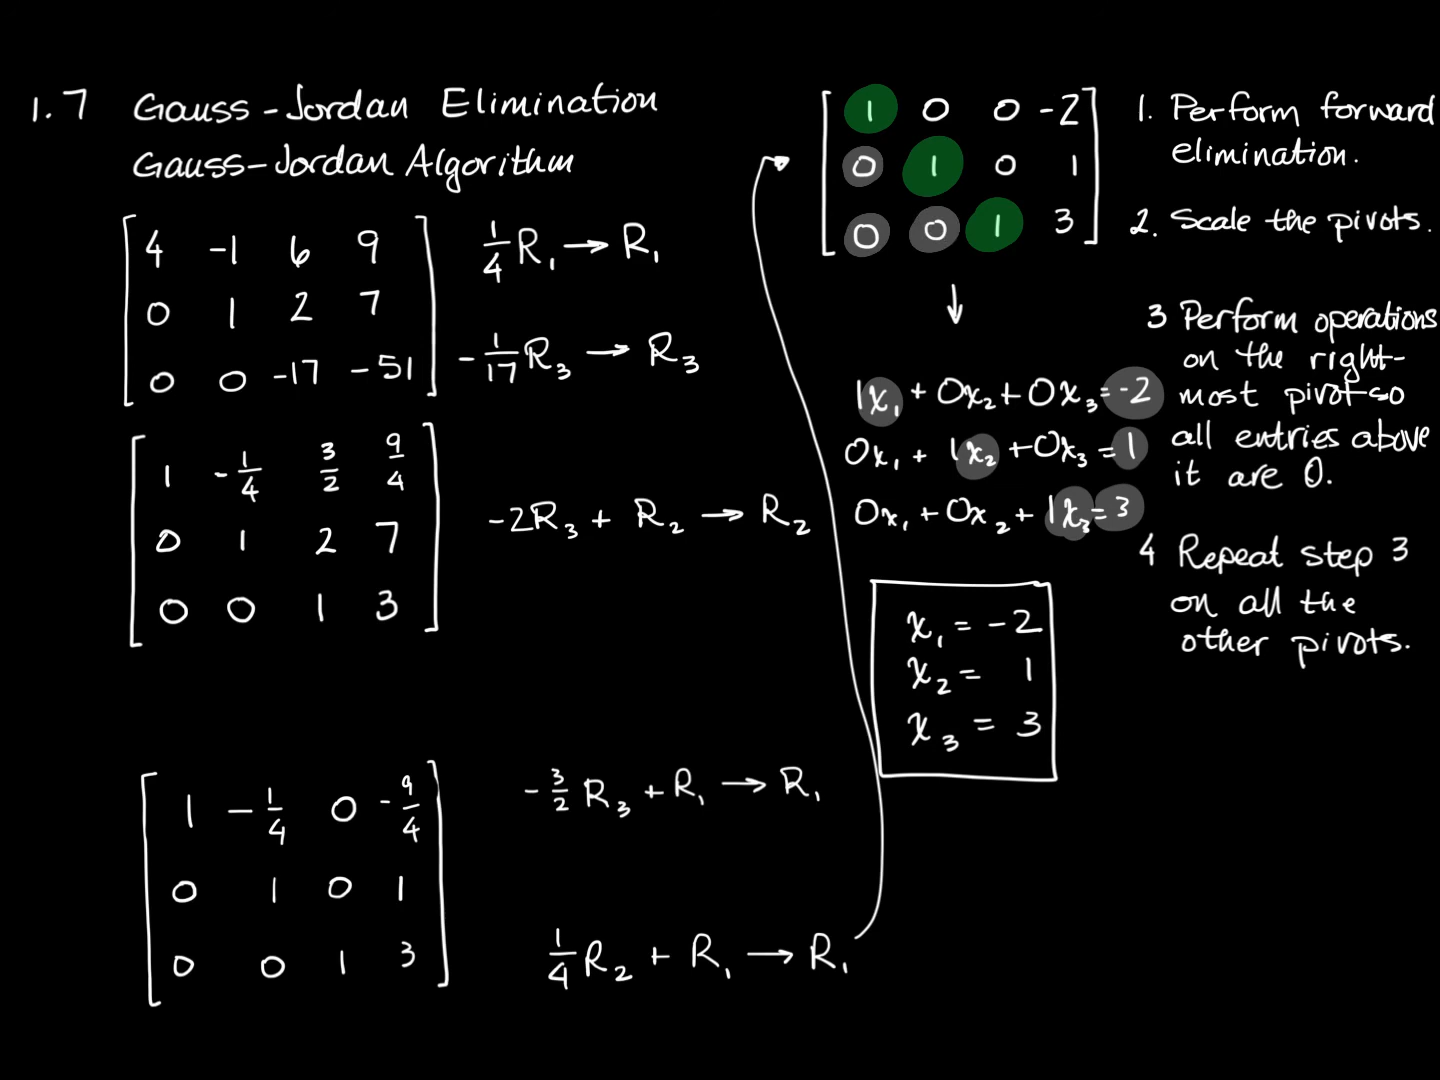 1.7 Gauss-Jordan Elimination
Gauss-Jordan Algorithm
4 -1 6 9
0 1 2 7
0 0 -17 -51
1/4 R₁ → R₁
-1/17 R₃ → R₃
1 -1/4 3/2 9/4
0 1 2 7
0 0 1 3
-2R₃ + R₂ → R₂
1 -1/4 0 -9/4
0 1 0 1
0 0 1 3
-3/2 R₃ + R₁ → R₁
1/4 R₂ + R₁ → R₁
1 0 0 -2
0 1 0 1
0 0 1 3
↓
1x₁ + 0x₂ + 0x₃ = -2
0x₁ + 1x₂ + 0x₃ = 1
0x₁ + 0x₂ + 1x₃ = 3
x₁ = -2
x₂ = 1
x₃ = 3
1. Perform forward
elimination.
2. Scale the pivots.
3 Perform operations
on the right-
most pivot so
all entries above
it are 0.
4 Repeat step 3
on all the
other pivots.